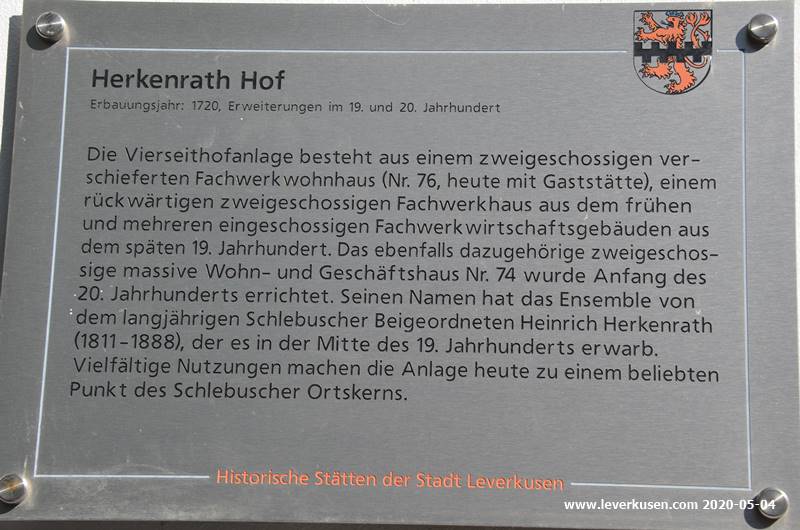 Herkenrath Hof
Erbauungsjahr: 1720, Erweiterungen im 19. und 20. Jahrhundert
Die Vierseithofanlage besteht aus einem zweigeschossigen ver-
schieferten Fachwerkwohnhaus (Nr. 76, heute mit Gaststätte), einem
rückwärtigen zweigeschossigen Fachwerkhaus aus dem frühen
und mehreren eingeschossigen Fachwerkwirtschaftsgebäuden aus
dem späten 19. Jahrhundert. Das ebenfalls dazugehörige zweigeschos-
sige massive Wohn- und Geschäftshaus Nr. 74 wurde Anfang des
20. Jahrhunderts errichtet. Seinen Namen hat das Ensemble von
dem langjährigen Schlebuscher Beigeordneten Heinrich Herkenrath
(1811-1888), der es in der Mitte des 19. Jahrhunderts erwarb.
Vielfältige Nutzungen machen die Anlage heute zu einem beliebten
Punkt des Schlebuscher Ortskerns.
Historische Stätten der Stadt Leverkusen
www.leverkusen.com 2020-05-04